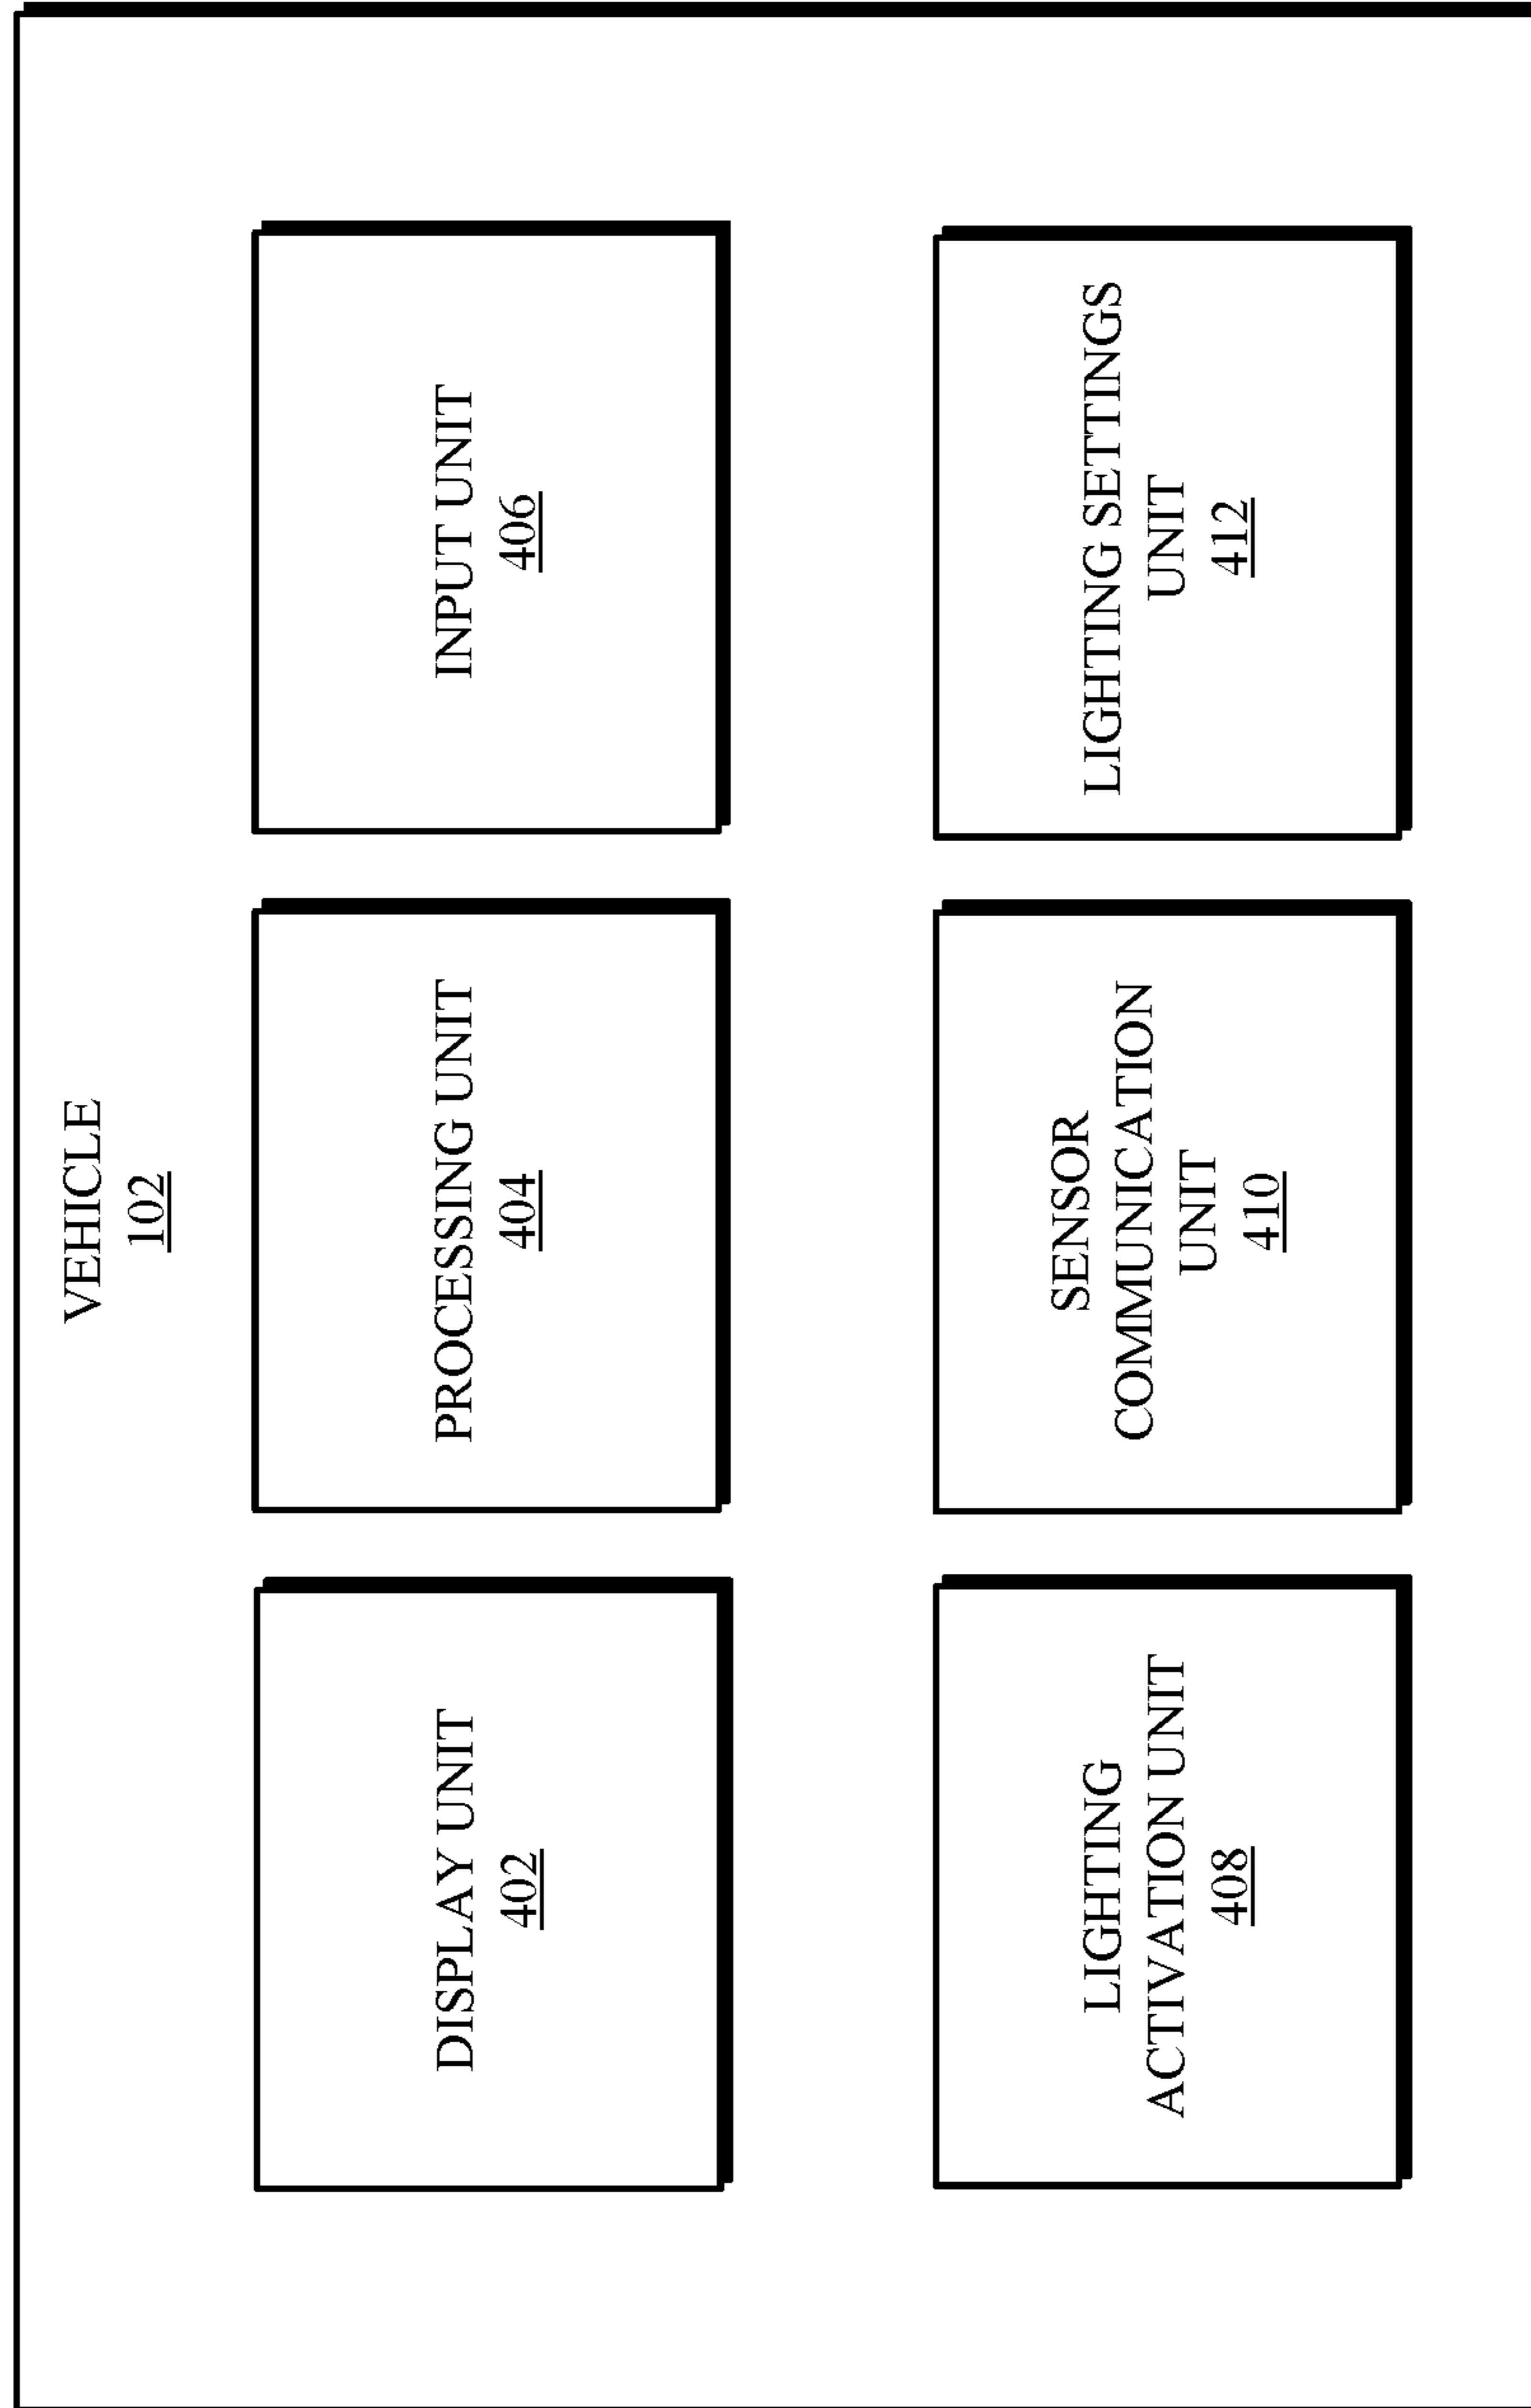 VEHICLE
102
DISPLAY UNIT
402
PROCESSING UNIT
404
INPUT UNIT
406
LIGHTING
ACTIVATION UNIT
408
SENSOR
COMMUNICATION
UNIT
410
LIGHTING SETTINGS
UNIT
412